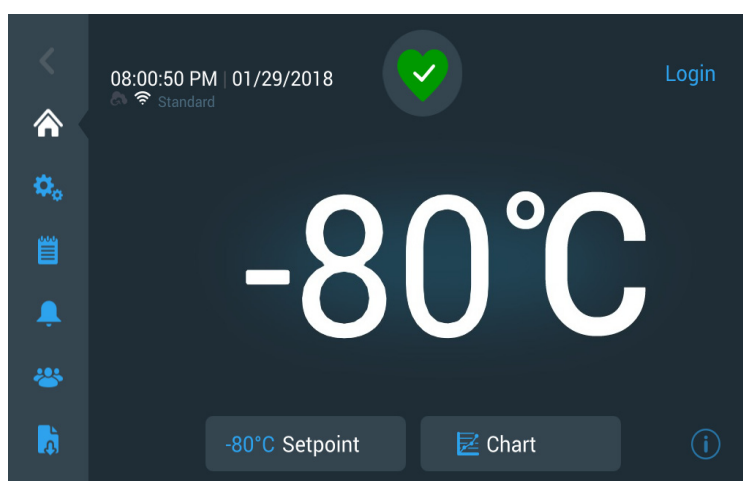 08:00:50 PM | 01/29/2018
Login
Standard
-80°C
-80°C Setpoint
Chart